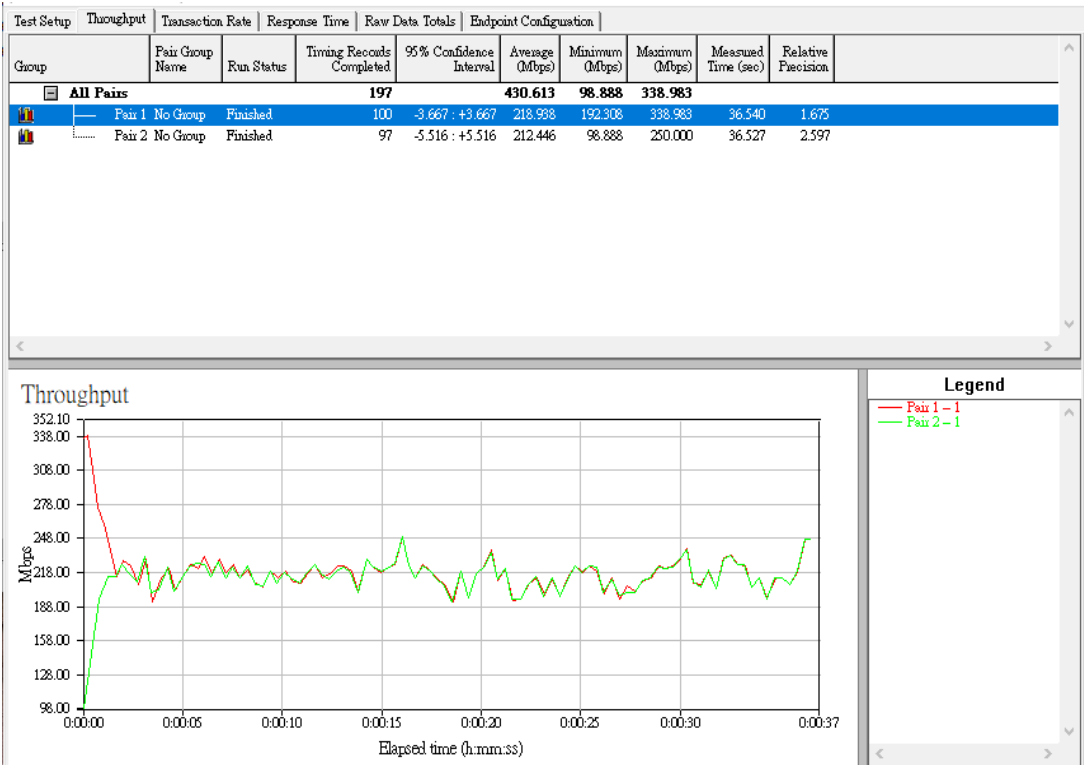 Test Setup Throughput Transaction Rate Response Time Raw Data Totals Endpoint Configuration
Group Pair Group Name Run Status Timing Records Completed 95% Confidence Interval Average (Mbps) Minimum (Mbps) Maximum (Mbps) Measured Time (sec) Relative Precision
All Pairs 197 430.613 98.888 338.983
Pair 1 No Group Finished 100 -3.667 : +3.667 218.938 192.308 338.983 36.540 1.675
Pair 2 No Group Finished 97 -5.516 : +5.516 212.446 98.888 250.000 36.527 2.597
Throughput
352.10
338.00
308.00
278.00
248.00
218.00
188.00
158.00
128.00
98.00
Mbps
0:00:00 0:00:05 0:00:10 0:00:15 0:00:20 0:00:25 0:00:30 0:00:37
Elapsed time (h:mm:ss)
Legend
Pair 1 – 1
Pair 2 – 1